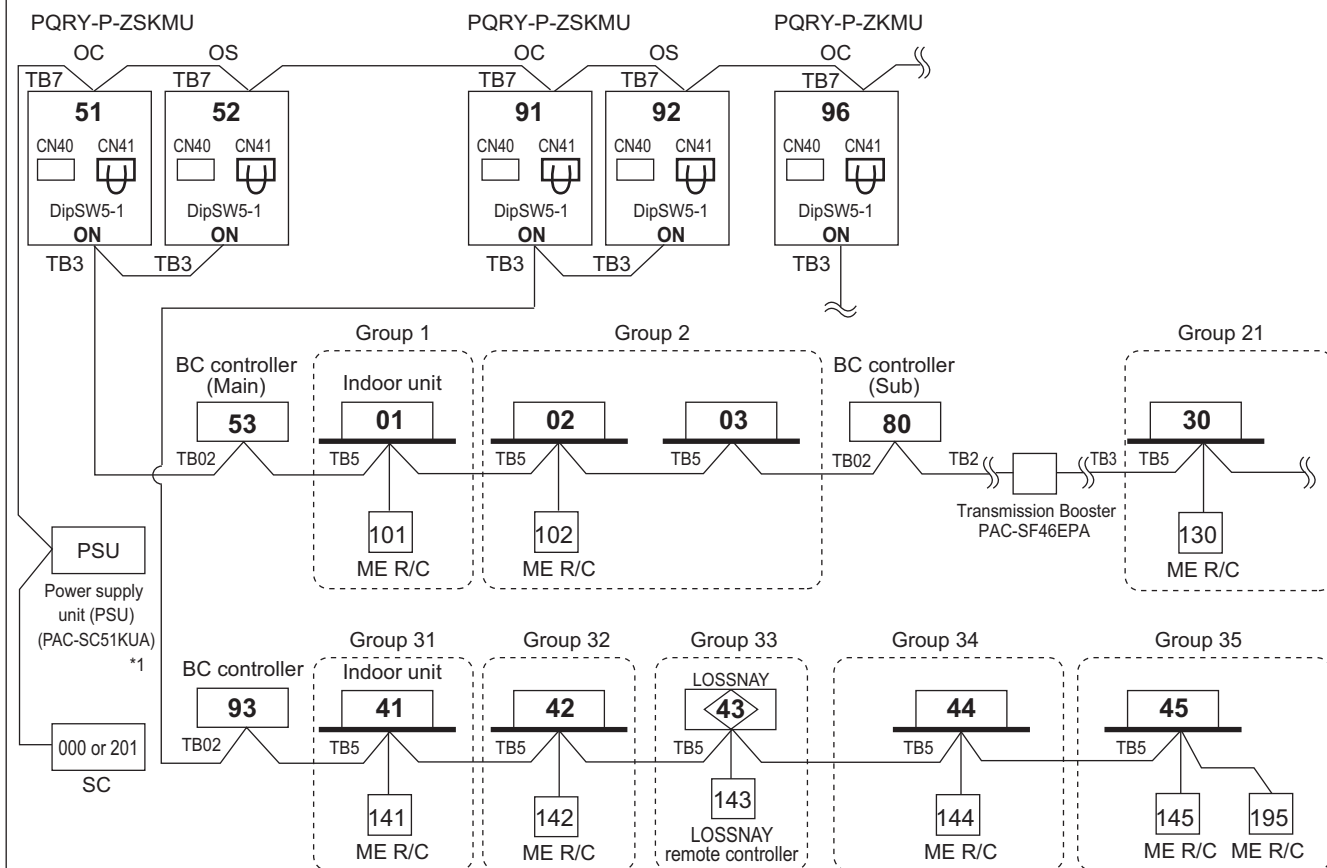 PQRY-P-ZSKMU PQRY-P-ZSKMU PQRY-P-ZKMU
OC OS OC OS OC
TB7 TB7 TB7 TB7 TB7
51 52 91 92 96
CN40 CN41 CN40 CN41 CN40 CN41 CN40 CN41 CN40 CN41
DipSW5-1 DipSW5-1 DipSW5-1 DipSW5-1 DipSW5-1
ON ON ON ON ON
TB3 TB3 TB3 TB3 TB3
Group 1 Group 2 Group 21
BC controller
(Main)
Indoor unit
BC controller
(Sub)
53 01 02 03 80 30
TB02 TB5 TB5 TB5 TB02 TB2 TB3 TB5
Transmission Booster
PAC-SF46EPA
101 102 130
ME R/C ME R/C ME R/C
PSU
Power supply
unit (PSU)
(PAC-SC51KUA)
*1
Group 31 Group 32 Group 33 Group 34 Group 35
BC controller Indoor unit LOSSNAY
93 41 42 43 44 45
TB02 TB5 TB5 TB5 TB5 TB5
000 or 201
SC
141 142 143 144 145 195
ME R/C ME R/C LOSSNAY
remote controller
ME R/C ME R/C ME R/C